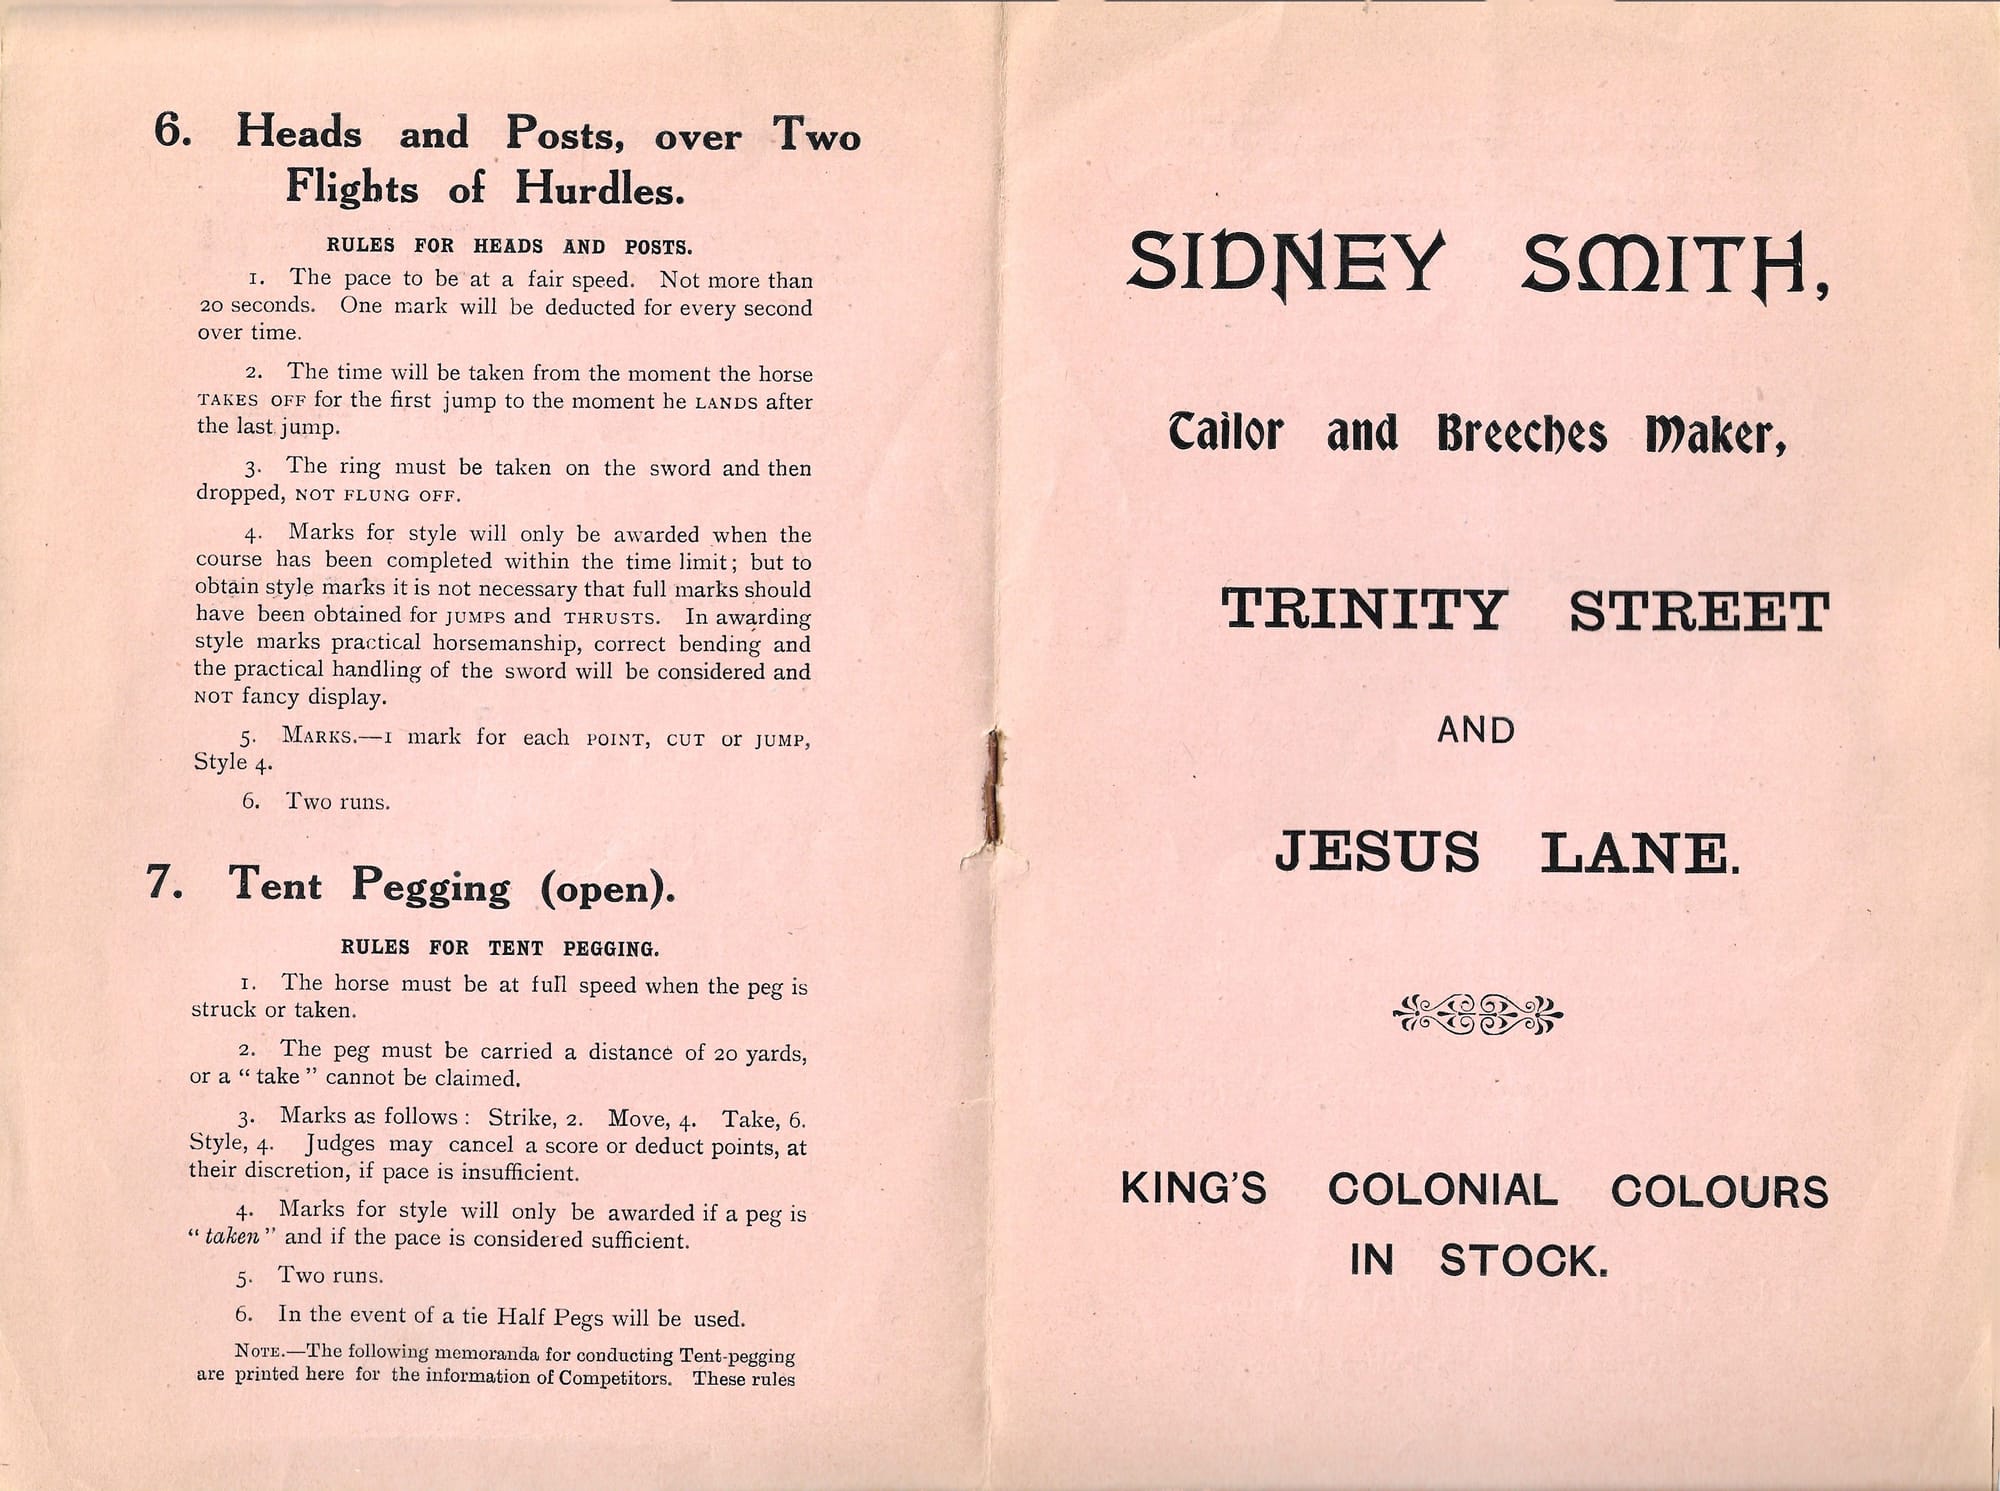 6. Heads and Posts, over Two
Flights of Hurdles.
RULES FOR HEADS AND POSTS.
1. The pace to be at a fair speed. Not more than
20 seconds. One mark will be deducted for every second
over time.
2. The time will be taken from the moment the horse
TAKES OFF for the first jump to the moment he LANDS after
the last jump.
3. The ring must be taken on the sword and then
dropped, NOT FLUNG OFF.
4. Marks for style will only be awarded when the
course has been completed within the time limit; but to
obtain style marks it is not necessary that full marks should
have been obtained for JUMPS and THRUSTS. In awarding
style marks practical horsemanship, correct bending and
the practical handling of the sword will be considered and
NOT fancy display.
5. MARKS.—1 mark for each POINT, CUT or JUMP,
Style 4.
6. Two runs.
7. Tent Pegging (open).
RULES FOR TENT PEGGING.
1. The horse must be at full speed when the peg is
struck or taken.
2. The peg must be carried a distance of 20 yards,
or a “ take ” cannot be claimed.
3. Marks as follows : Strike, 2. Move, 4. Take, 6.
Style, 4. Judges may cancel a score or deduct points, at
their discretion, if pace is insufficient.
4. Marks for style will only be awarded if a peg is
“ taken ” and if the pace is considered sufficient.
5. Two runs.
6. In the event of a tie Half Pegs will be used.
NOTE.—The following memoranda for conducting Tent-pegging
are printed here for the information of Competitors. These rules
SIDNEY SMITH,
Tailor and Breeches Maker,
TRINITY STREET
AND
JESUS LANE.
KING'S COLONIAL COLOURS
IN STOCK.